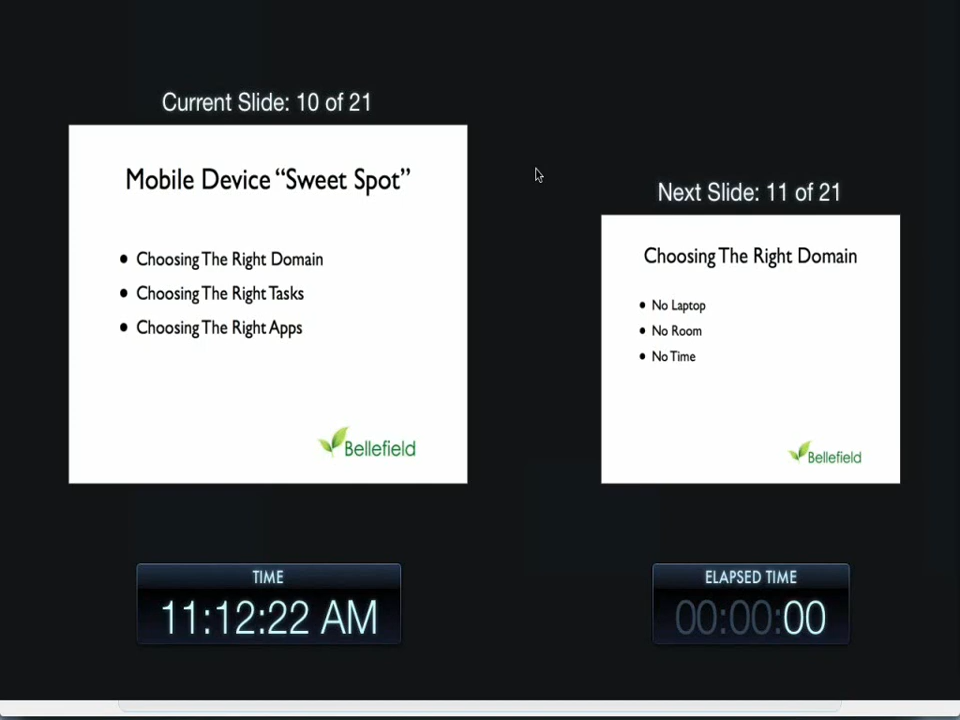 Current Slide: 10 of 21
Mobile Device “Sweet Spot”
• Choosing The Right Domain
• Choosing The Right Tasks
• Choosing The Right Apps
Bellefield
Next Slide: 11 of 21
Choosing The Right Domain
• No Laptop
• No Room
• No Time
Bellefield
TIME
11:12:22 AM
ELAPSED TIME
00:00:00